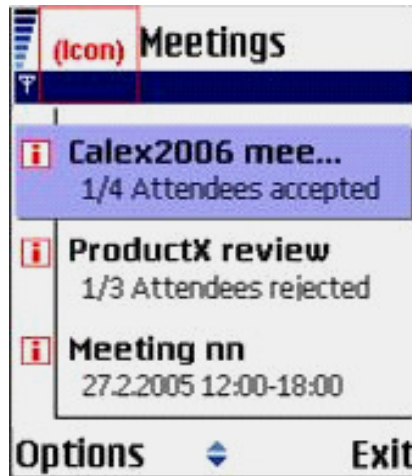 (Icon) Meetings
Calex2006 mee...
1/4 Attendees accepted
ProductX review
1/3 Attendees rejected
Meeting nn
27.2.2005 12:00-18:00
Options Exit